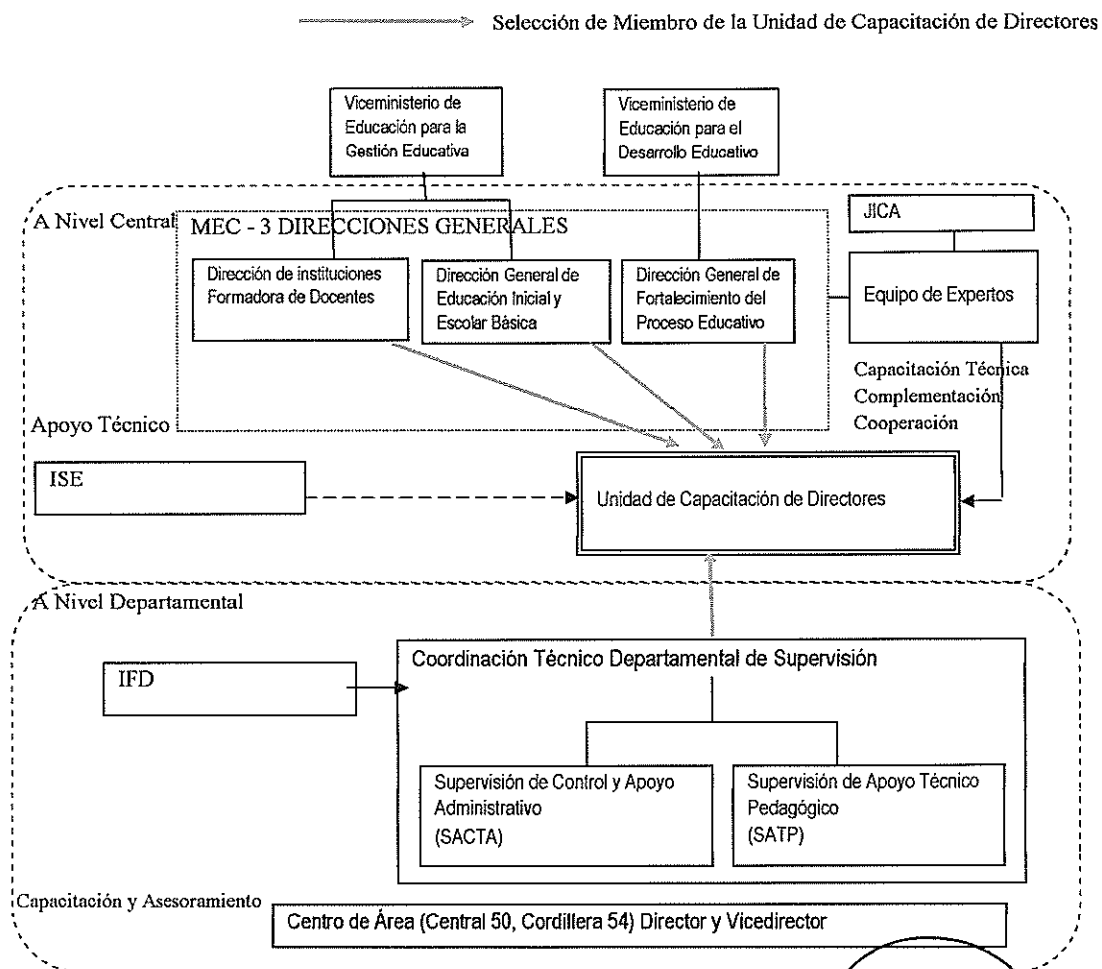 Selección de Miembro de la Unidad de Capacitación de Directores
Viceministerio de
Educación para la
Gestión Educativa
Viceministerio de
Educación para el
Desarrollo Educativo
A Nivel Central
MEC - 3 DIRECCIONES GENERALES
JICA
Dirección de instituciones
Formadora de Docentes
Dirección General de
Educación Inicial y
Escolar Básica
Dirección General de
Fortalecimiento del
Proceso Educativo
Equipo de Expertos
Capacitación Técnica
Complementación
Cooperación
Apoyo Técnico
ISE
Unidad de Capacitación de Directores
A Nivel Departamental
IFD
Coordinación Técnico Departamental de Supervisión
Supervisión de Control y Apoyo
Administrativo
(SACTA)
Supervisión de Apoyo Técnico
Pedagógico
(SATP)
Capacitación y Asesoramiento
Centro de Área (Central 50, Cordillera 54) Director y Vicedirector